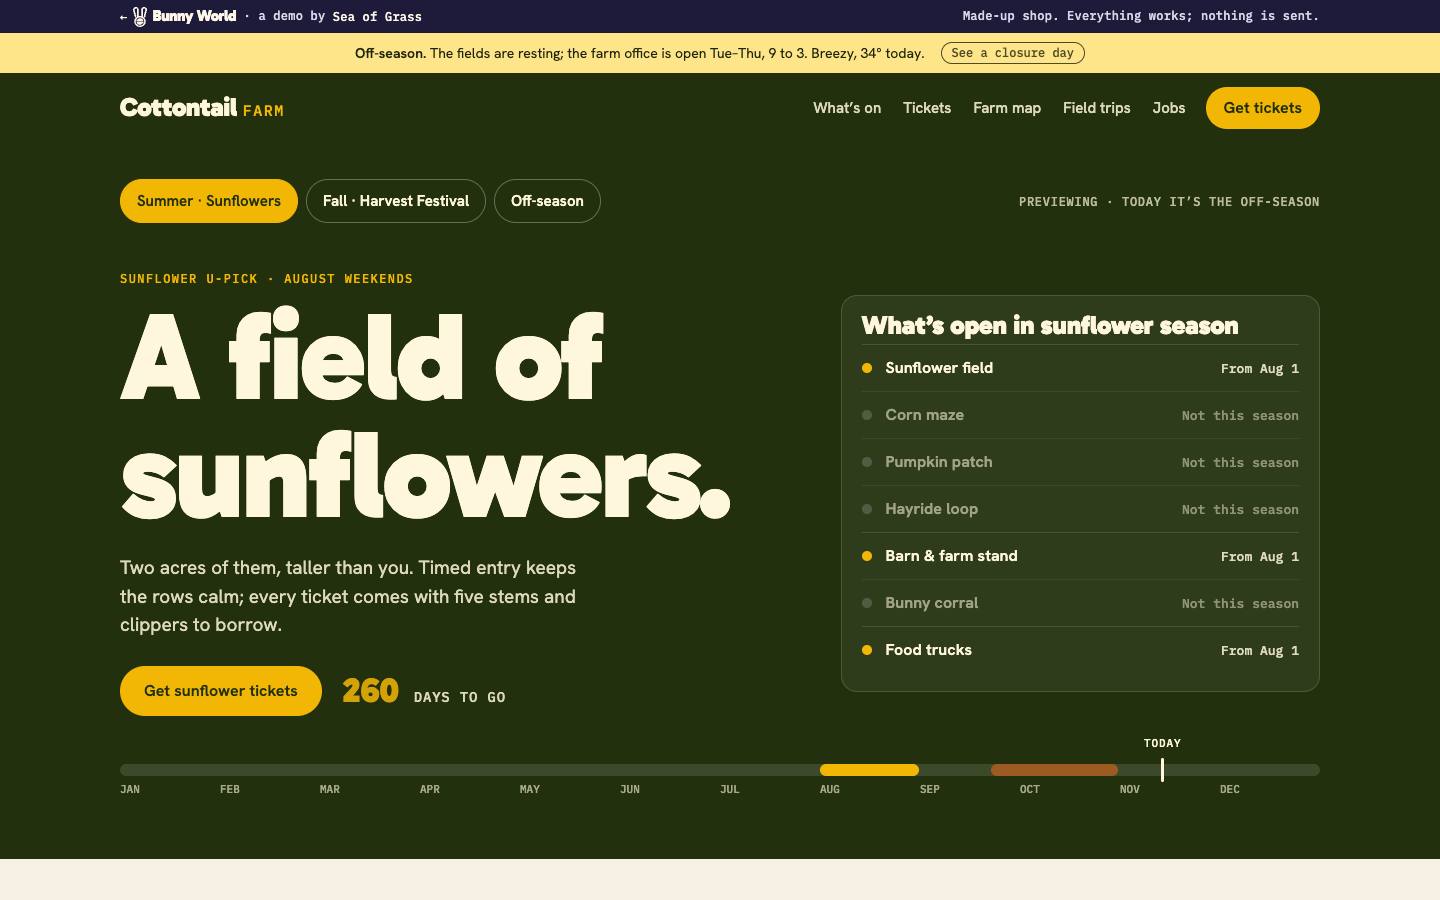 ← Bunny World · a demo by Sea of Grass
Made-up shop. Everything works; nothing is sent.
Off-season. The fields are resting; the farm office is open Tue–Thu, 9 to 3. Breezy, 34° today.
See a closure day
Cottontail FARM
What’s on
Tickets
Farm map
Field trips
Jobs
Get tickets
Summer · Sunflowers
Fall · Harvest Festival
Off-season
PREVIEWING · TODAY IT’S THE OFF-SEASON
SUNFLOWER U-PICK · AUGUST WEEKENDS
A field of
sunflowers.
Two acres of them, taller than you. Timed entry keeps
the rows calm; every ticket comes with five stems and
clippers to borrow.
Get sunflower tickets
260 DAYS TO GO
What’s open in sunflower season
Sunflower field From Aug 1
Corn maze Not this season
Pumpkin patch Not this season
Hayride loop Not this season
Barn & farm stand From Aug 1
Bunny corral Not this season
Food trucks From Aug 1
TODAY
JAN FEB MAR APR MAY JUN JUL AUG SEP OCT NOV DEC